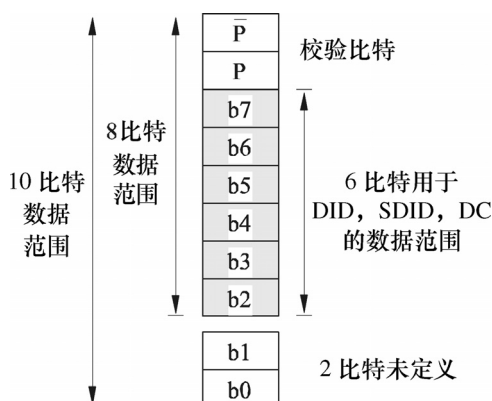 P̅
P
校验比特
b7
b6
b5
b4
b3
b2
b1
b0
8比特
数据
范围
10 比特
数据
范围
6 比特用于
DID，SDID，DC
的数据范围
2 比特未定义